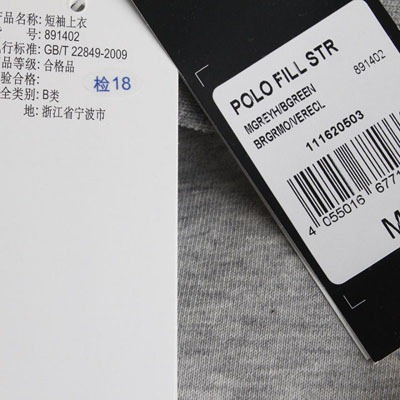 产品名称: 短袖上衣
号: 891402
行标准: GB/T 22849-2009
品等级: 合格品
验合格:
检18
全类别: B类
地: 浙江省宁波市
POLO FILL STR
891402
MGREYH/BGREEN
BRGRMO/VERECL
111620503
4 055016 677
M